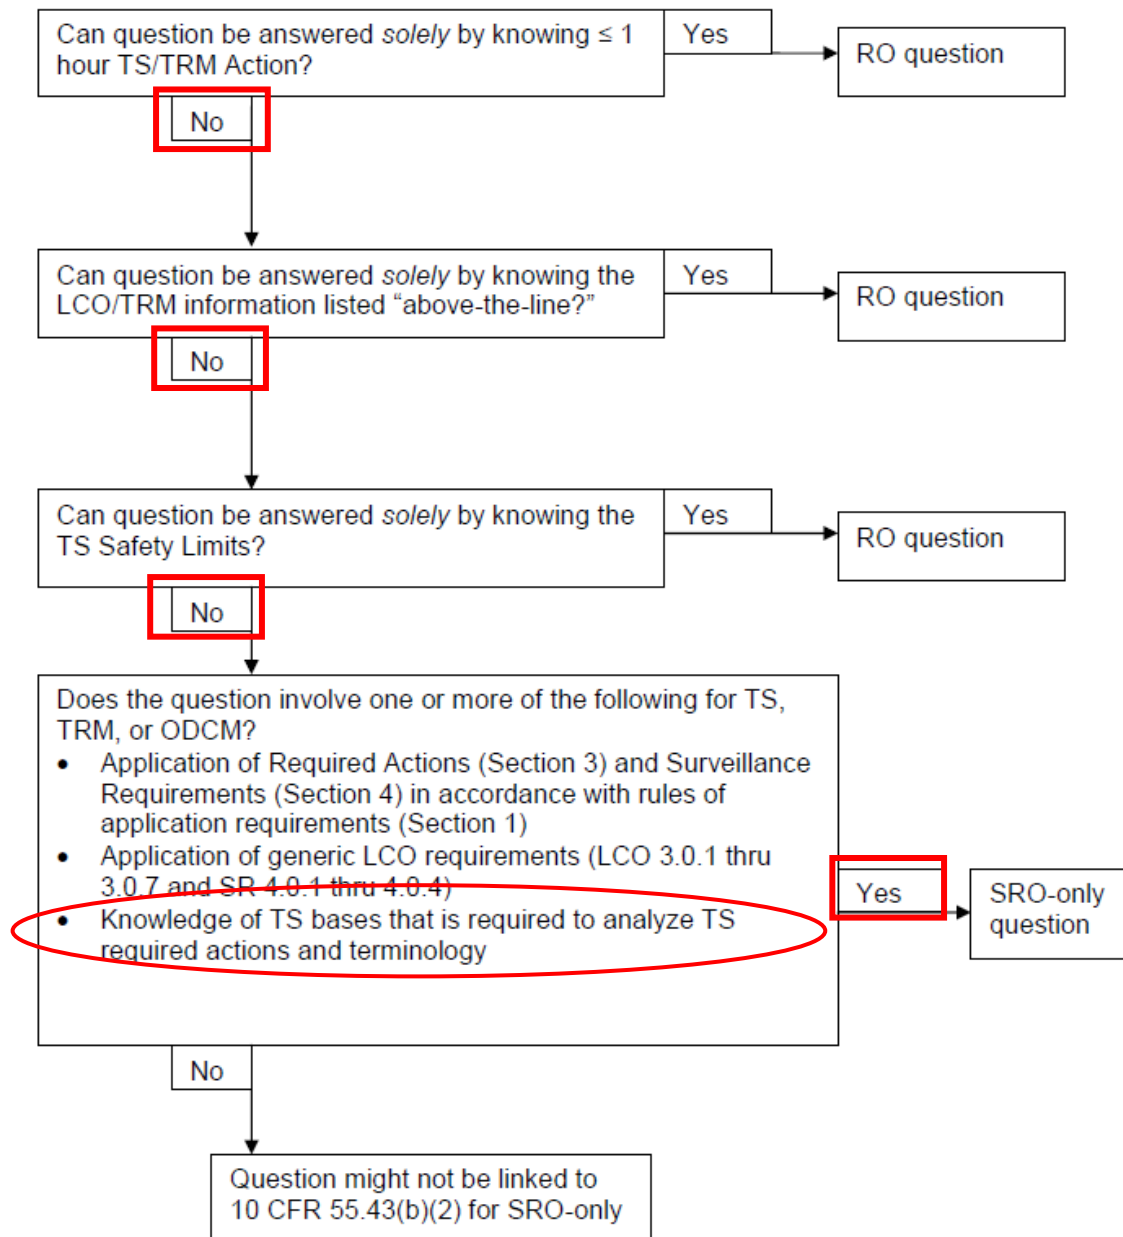 Can question be answered solely by knowing ≤ 1
hour TS/TRM Action?
Yes
RO question
No
Can question be answered solely by knowing the
LCO/TRM information listed “above-the-line?”
Yes
RO question
No
Can question be answered solely by knowing the
TS Safety Limits?
Yes
RO question
No
Does the question involve one or more of the following for TS,
TRM, or ODCM?
• Application of Required Actions (Section 3) and Surveillance
Requirements (Section 4) in accordance with rules of
application requirements (Section 1)
• Application of generic LCO requirements (LCO 3.0.1 thru
3.0.7 and SR 4.0.1 thru 4.0.4)
• Knowledge of TS bases that is required to analyze TS
required actions and terminology
Yes
SRO-only
question
No
Question might not be linked to
10 CFR 55.43(b)(2) for SRO-only